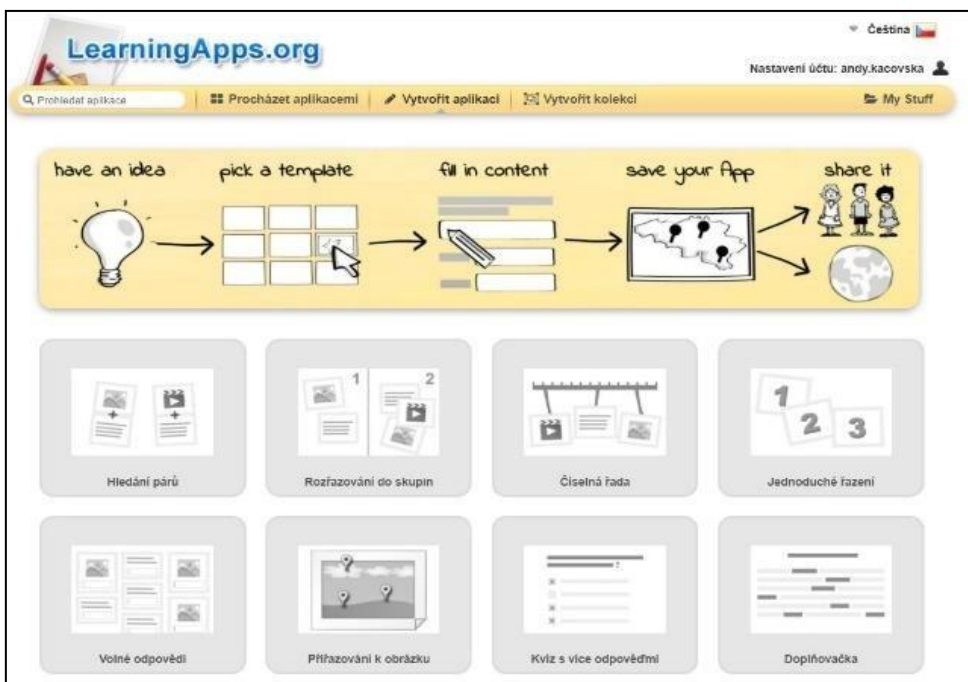 LearningApps.org
Čeština
Nastavení účtu: andy.kacovska
Prohledat aplikace
Procházet aplikacemi
Vytvořit aplikaci
Vytvořit kolekci
My Stuff
have an idea
pick a template
fill in content
save your App
share it
1 2
1
2
3
Hledání párů
Rozřazování do skupin
Číselná řada
Jednoduché řazení
Volné odpovědi
Přiřazování k obrázku
Kvíz s více odpověďmi
Doplňovačka